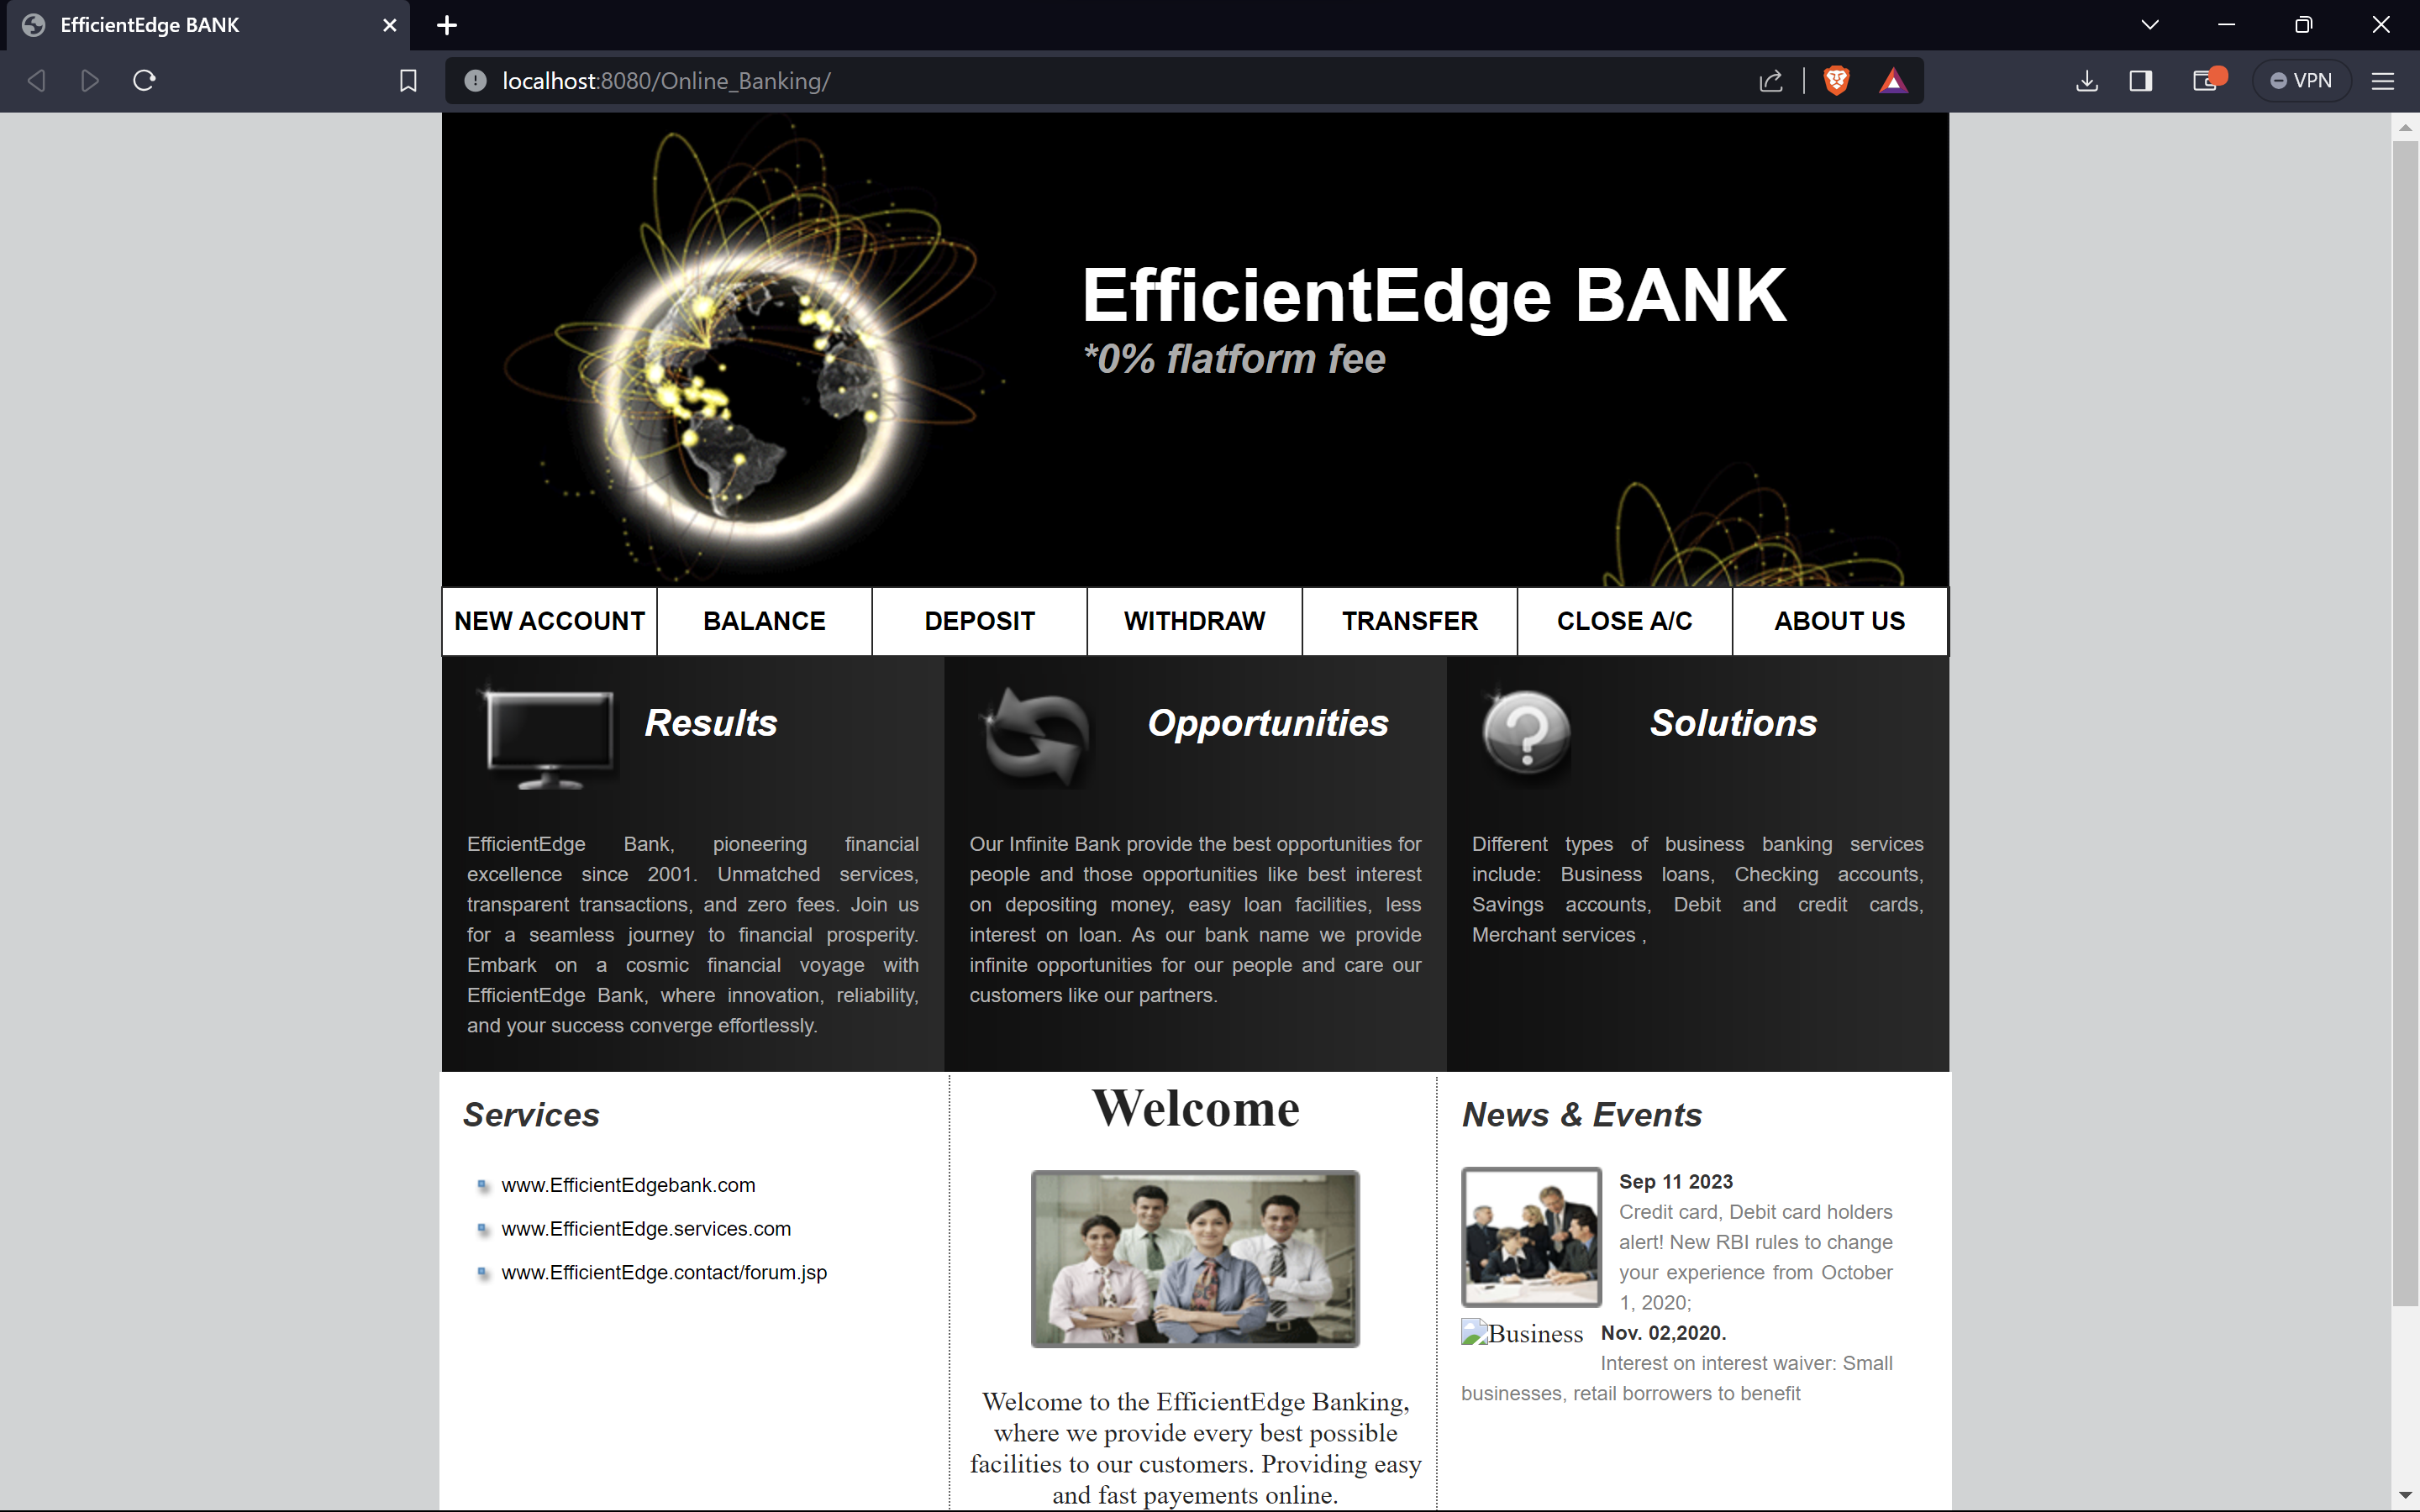 EfficientEdge BANK
localhost:8080/Online_Banking/
VPN
EfficientEdge BANK
*0% flatform fee
NEW ACCOUNT
BALANCE
DEPOSIT
WITHDRAW
TRANSFER
CLOSE A/C
ABOUT US
Results
EfficientEdge Bank, pioneering financial
excellence since 2001. Unmatched services,
transparent transactions, and zero fees. Join us
for a seamless journey to financial prosperity.
Embark on a cosmic financial voyage with
EfficientEdge Bank, where innovation, reliability,
and your success converge effortlessly.
Opportunities
Our Infinite Bank provide the best opportunities for
people and those opportunities like best interest
on depositing money, easy loan facilities, less
interest on loan. As our bank name we provide
infinite opportunities for our people and care our
customers like our partners.
Solutions
Different types of business banking services
include: Business loans, Checking accounts,
Savings accounts, Debit and credit cards,
Merchant services ,
Services
www.EfficientEdgebank.com
www.EfficientEdge.services.com
www.EfficientEdge.contact/forum.jsp
Welcome
Welcome to the EfficientEdge Banking,
where we provide every best possible
facilities to our customers. Providing easy
and fast payements online.
News & Events
Sep 11 2023
Credit card, Debit card holders
alert! New RBI rules to change
your experience from October
1, 2020;
Business
Nov. 02,2020.
Interest on interest waiver: Small
businesses, retail borrowers to benefit